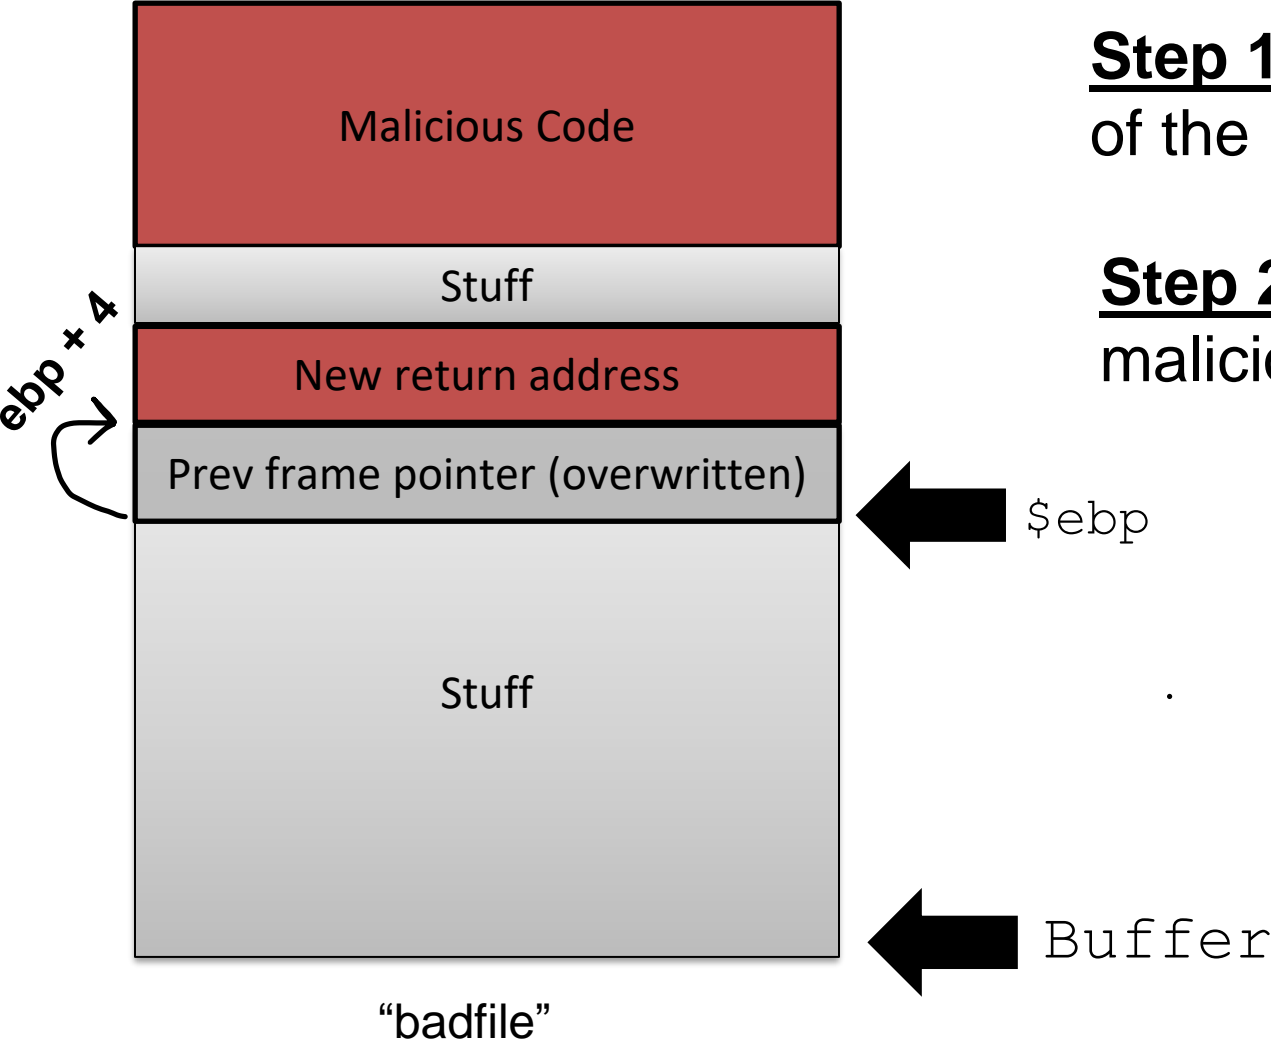 Malicious Code
Stuff
ebp + 4
New return address
Prev frame pointer (overwritten)
$ebp
Stuff
.
Buffer
“badfile”
Step 1
of the
Step 2